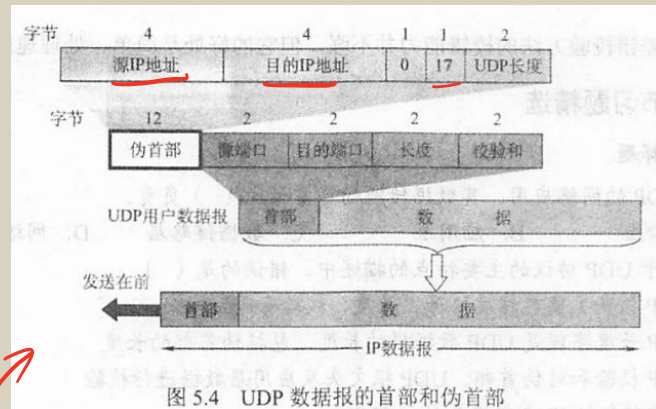 字节 4 4 1 1 2
源IP地址 目的IP地址 0 17 UDP长度
字节 12 2 2 2 2
伪首部 源端口 目的端口 长度 校验和
UDP用户数据报 首部 数 据
发送在前
首部 数 据
IP数据报
图 5.4 UDP 数据报的首部和伪首部